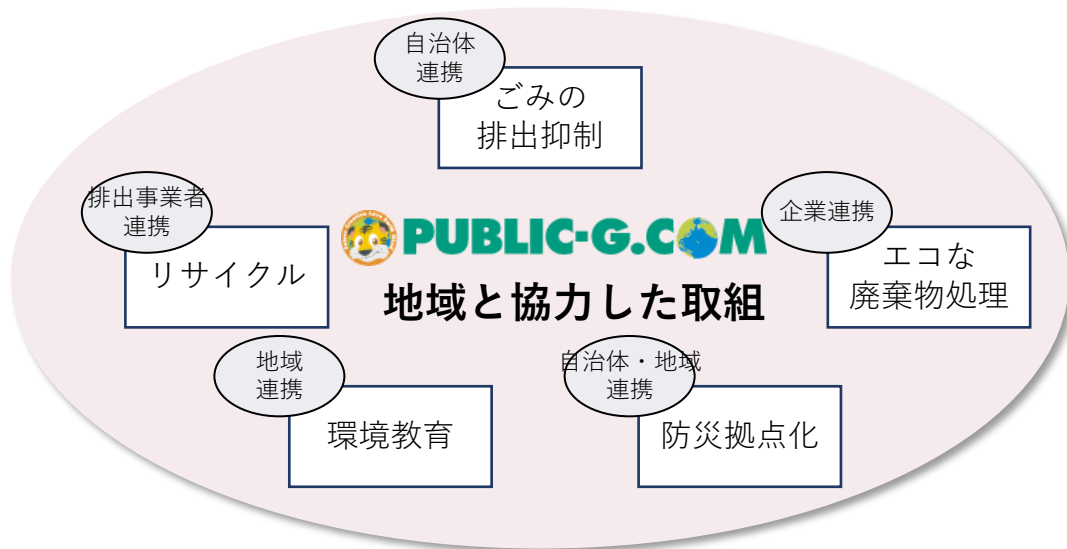 自治体
連携
ごみの
排出抑制
排出事業者
連携
リサイクル
PUBLIC-G.COM
地域と協力した取組
企業連携
エコな
廃棄物処理
地域
連携
環境教育
自治体・地域
連携
防災拠点化